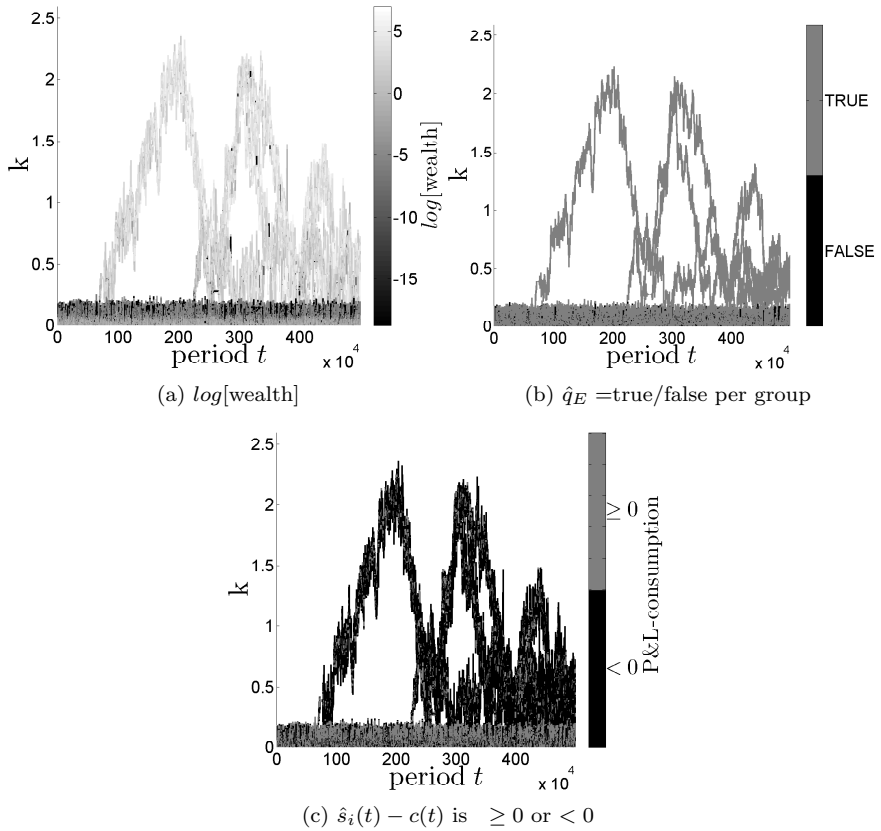 2.5
2
1.5
1
0.5
0
k
0 100 200 300 400
period t
x 10^4
5
0
-5
-10
-15
log[wealth]
(a) log[wealth]
2.5
2
1.5
1
0.5
0
k
0 100 200 300 400 500
period t
x 10^4
TRUE
FALSE
(b) q̂_E =true/false per group
2.5
2
1.5
1
0.5
0
k
0 100 200 300 400
period t
x 10^4
≥ 0
< 0
P&L-consumption
(c) ŝ_i(t) − c(t) is ≥ 0 or < 0